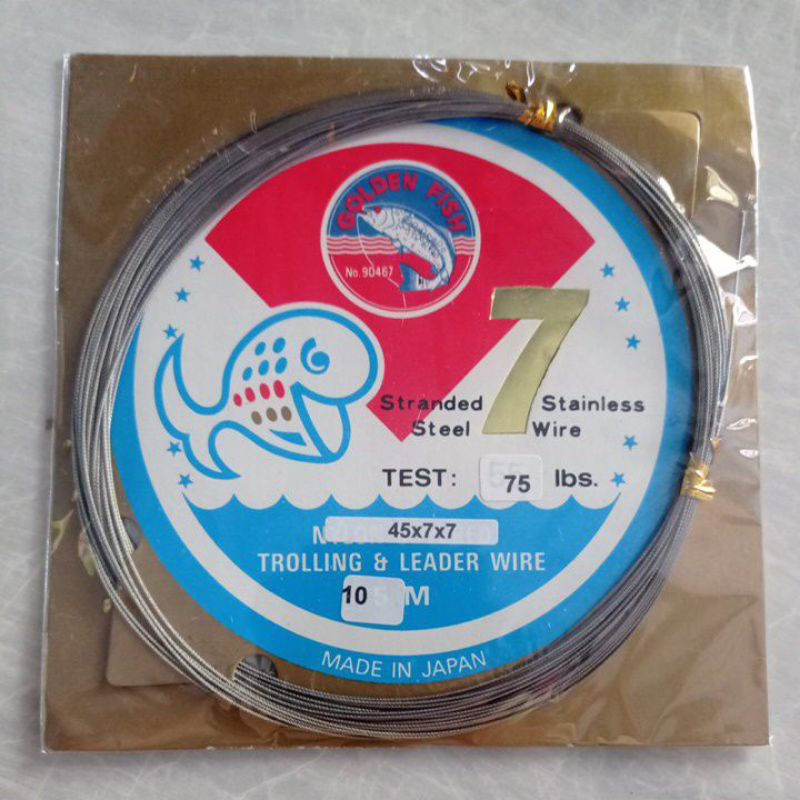 GOLDEN FISH
No. 90467
7
Stranded Stainless
Steel Wire
TEST: 75 lbs.
45x7x7
TROLLING & LEADER WIRE
10 M
MADE IN JAPAN